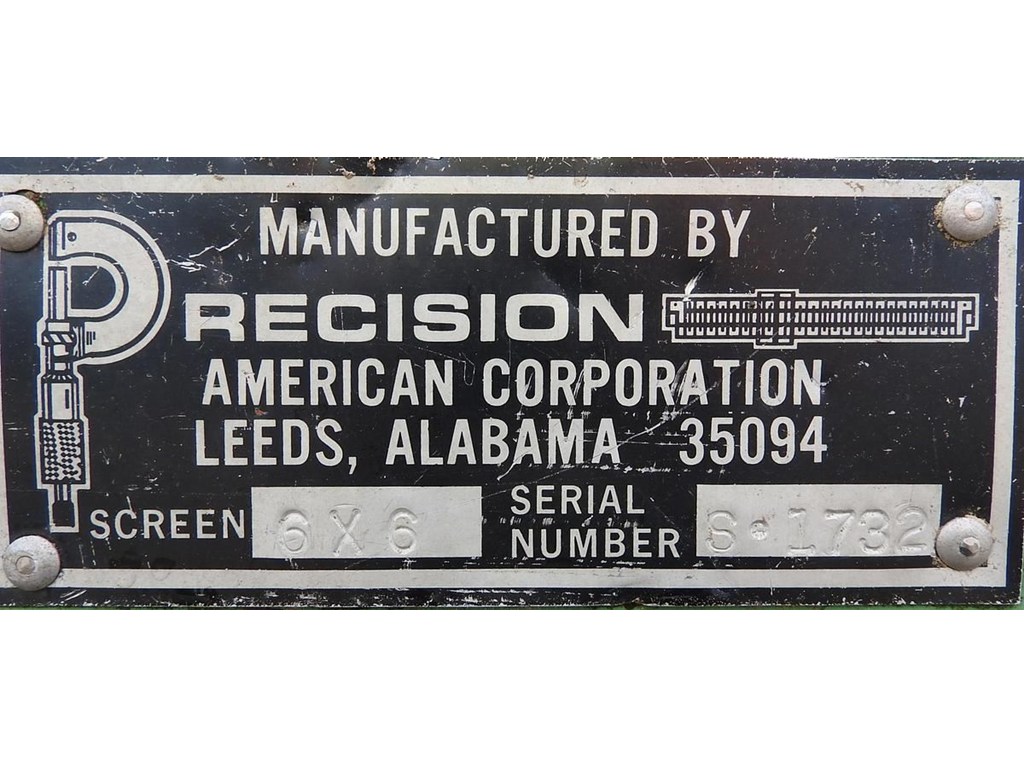 MANUFACTURED BY
PRECISION
AMERICAN CORPORATION
LEEDS, ALABAMA 35094
SCREEN 6X6
SERIAL NUMBER S•1732